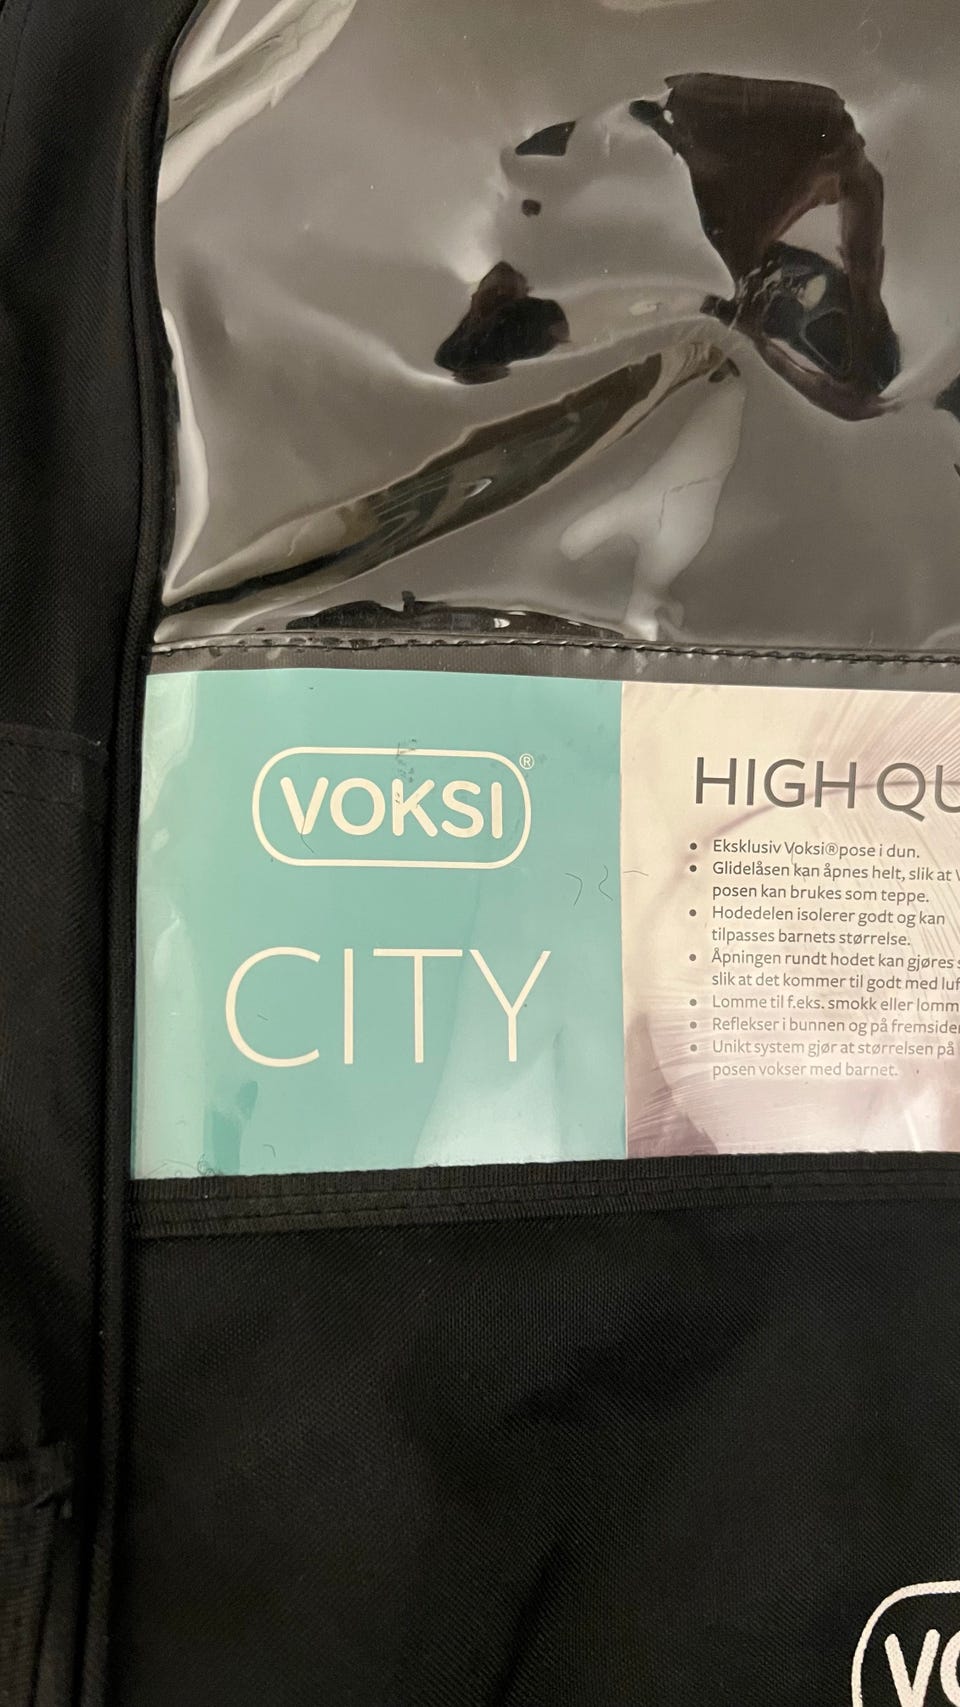 VOKSI®
CITY
HIGH QU
• Eksklusiv Voksi®pose i dun.
• Glidelåsen kan åpnes helt, slik at
posen kan brukes som teppe.
• Hodedelen isolerer godt og kan
tilpasses barnets størrelse.
• Åpningen rundt hodet kan gjøres
slik at det kommer til godt med luf
• Lomme til f.eks. smokk eller lomm
• Reflekser i bunnen og på fremside
• Unikt system gjør at størrelsen på
posen vokser med barnet.
VO